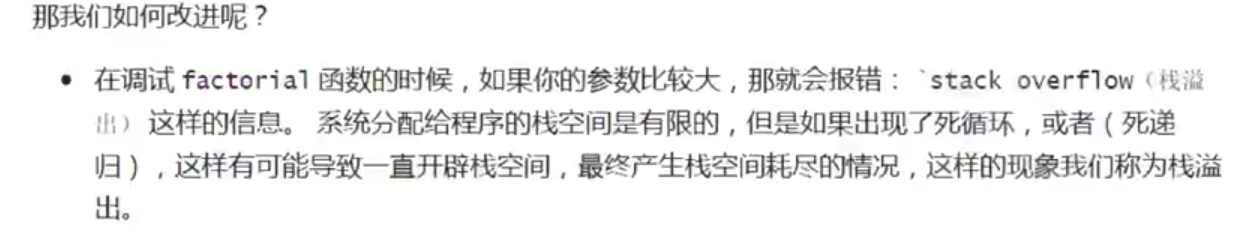 那我们如何改进呢？
• 在调试 factorial 函数的时候，如果你的参数比较大，那就会报错： `stack overflow（栈溢
出） 这样的信息。 系统分配给程序的栈空间是有限的，但是如果出现了死循环，或者（死递
归），这样有可能导致一直开辟栈空间，最终产生栈空间耗尽的情况，这样的现象我们称为栈溢
出。